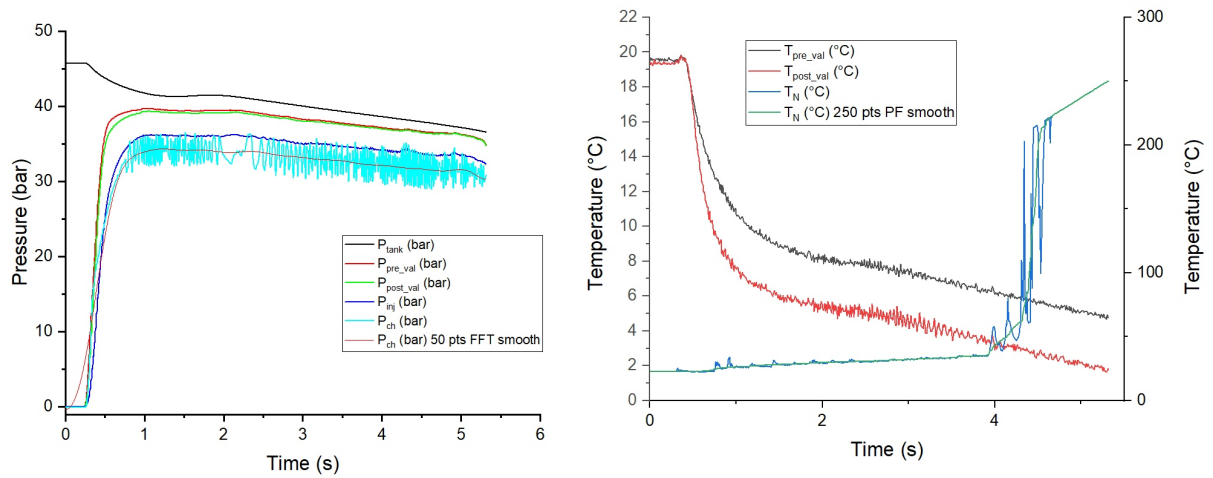 50
40
30
20
10
0
0
1
2
3
4
5
6
Pressure (bar)
Time (s)
P_tank (bar)
P_pre_val (bar)
P_post_val (bar)
P_inj (bar)
P_ch (bar)
P_ch (bar) 50 pts FFT smooth
22
20
18
16
14
12
10
8
6
4
2
0
0
2
4
Temperature (°C)
Time (s)
T_pre_val (°C)
T_post_val (°C)
T_N (°C)
T_N (°C) 250 pts PF smooth
300
200
100
0
Temperature (°C)